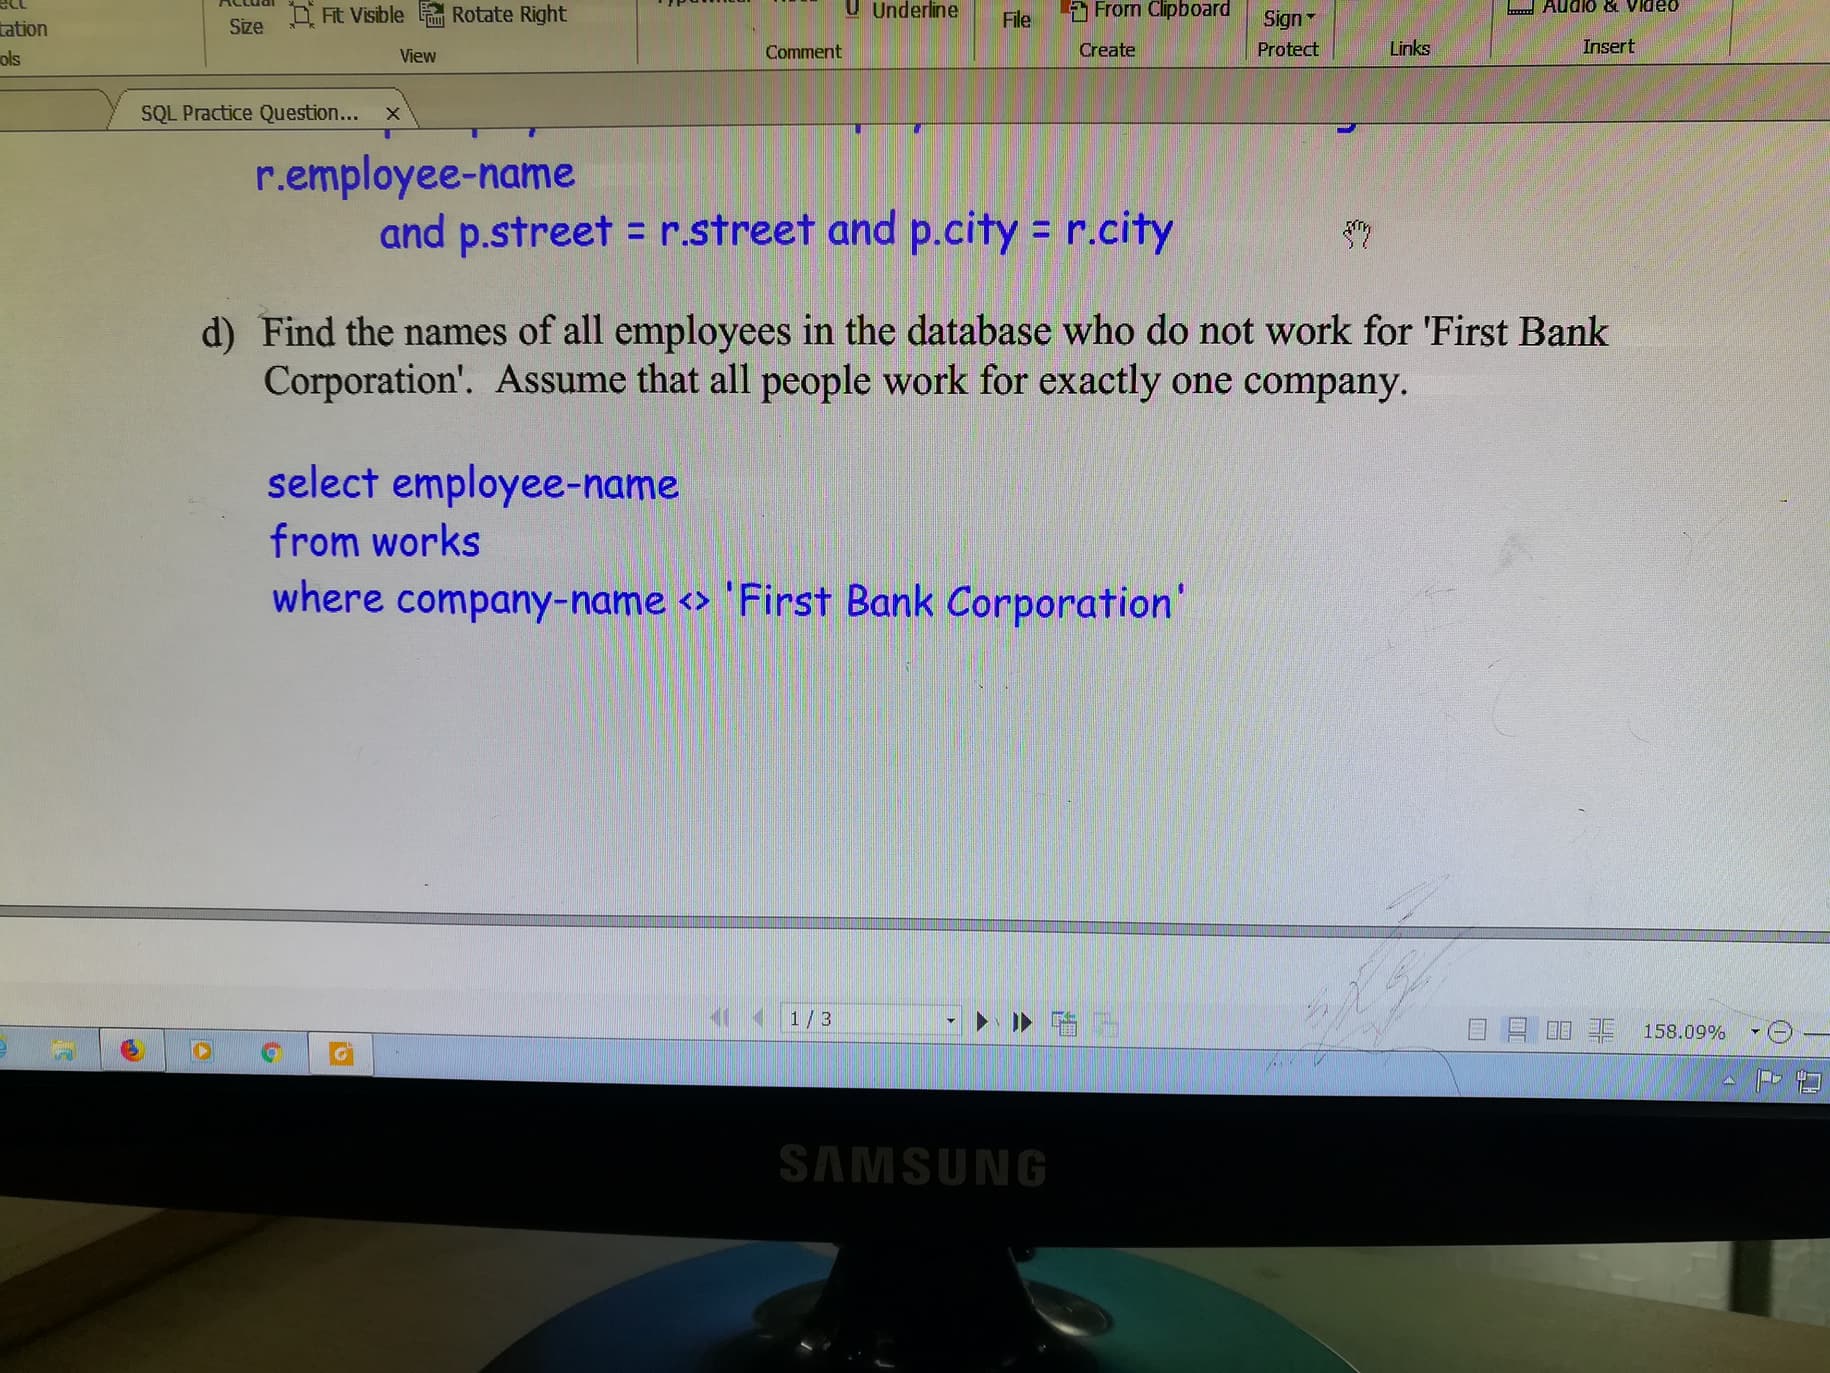 tation
Size
Fit Visible
Rotate Right
Underline
File
From Clipboard
Sign
Audio & Video
ols
View
Comment
Create
Protect
Links
Insert
SQL Practice Question... x
r.employee-name
and p.street = r.street and p.city = r.city
d) Find the names of all employees in the database who do not work for 'First Bank
Corporation'. Assume that all people work for exactly one company.
select employee-name
from works
where company-name <> 'First Bank Corporation'
1 / 3
158.09%
SAMSUNG